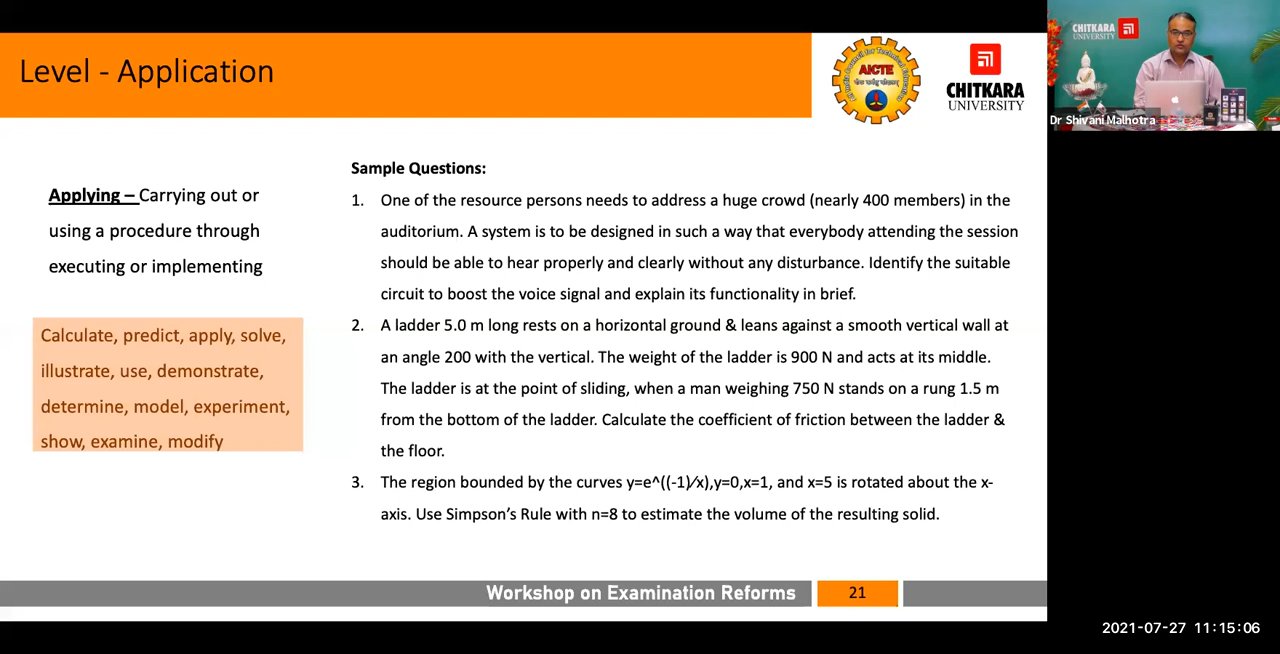 Level - Application
AICTE
CHITKARA
UNIVERSITY
CHITKARA
UNIVERSITY
Dr Shivani Malhotra
Applying – Carrying out or
using a procedure through
executing or implementing
Calculate, predict, apply, solve,
illustrate, use, demonstrate,
determine, model, experiment,
show, examine, modify
Sample Questions:
1. One of the resource persons needs to address a huge crowd (nearly 400 members) in the
auditorium. A system is to be designed in such a way that everybody attending the session
should be able to hear properly and clearly without any disturbance. Identify the suitable
circuit to boost the voice signal and explain its functionality in brief.
2. A ladder 5.0 m long rests on a horizontal ground & leans against a smooth vertical wall at
an angle 200 with the vertical. The weight of the ladder is 900 N and acts at its middle.
The ladder is at the point of sliding, when a man weighing 750 N stands on a rung 1.5 m
from the bottom of the ladder. Calculate the coefficient of friction between the ladder &
the floor.
3. The region bounded by the curves y=e^((-1)⁄x),y=0,x=1, and x=5 is rotated about the x-
axis. Use Simpson’s Rule with n=8 to estimate the volume of the resulting solid.
Workshop on Examination Reforms
21
2021-07-27 11:15:06